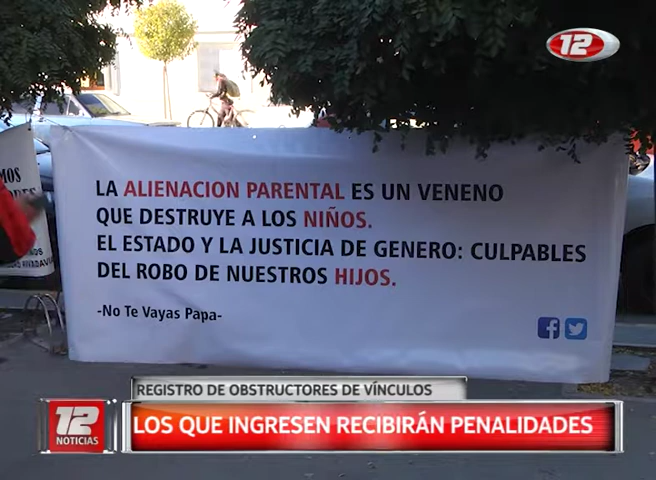 12
LA ALIENACION PARENTAL ES UN VENENO
QUE DESTRUYE A LOS NIÑOS.
EL ESTADO Y LA JUSTICIA DE GENERO: CULPABLES
DEL ROBO DE NUESTROS HIJOS.
-No Te Vayas Papa-
REGISTRO DE OBSTRUCTORES DE VÍNCULOS
12
NOTICIAS
LOS QUE INGRESEN RECIBIRÁN PENALIDADES